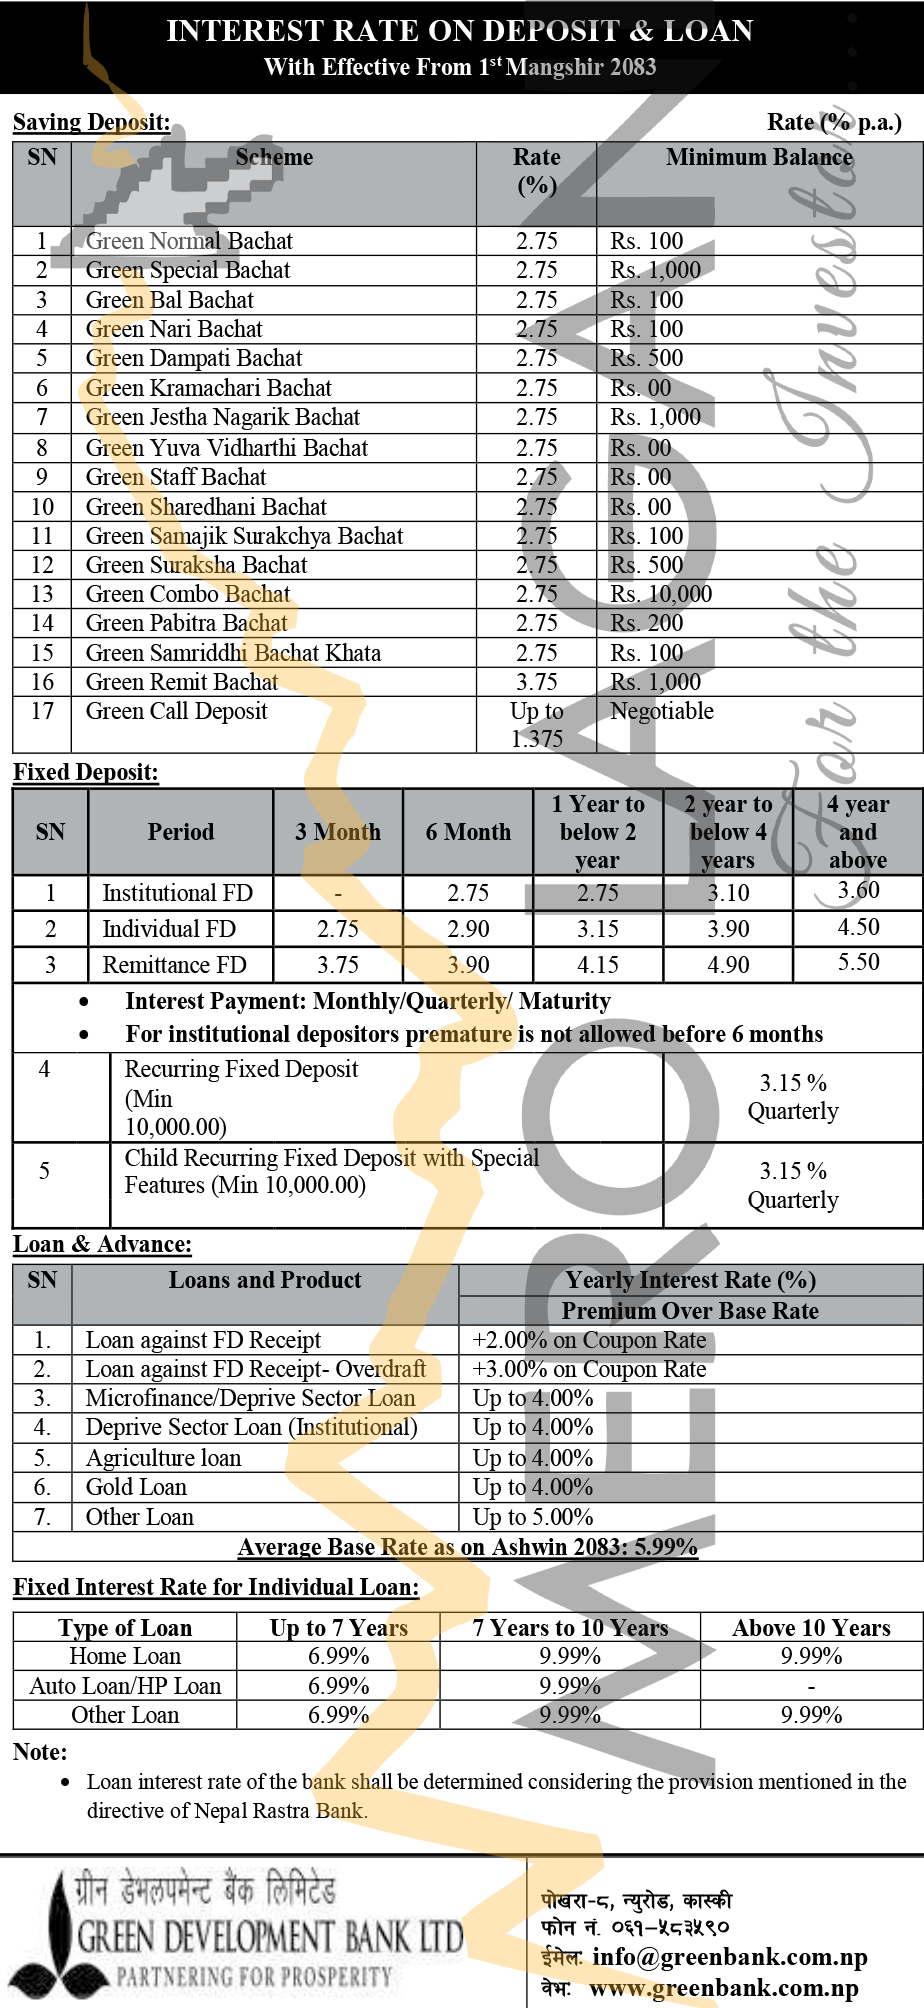 INTEREST RATE ON DEPOSIT & LOAN
With Effective From 1st Mangshir 2083
Saving Deposit: Rate (% p.a.)
SN Scheme Rate (%) Minimum Balance
1 Green Normal Bachat 2.75 Rs. 100
2 Green Special Bachat 2.75 Rs. 1,000
3 Green Bal Bachat 2.75 Rs. 100
4 Green Nari Bachat 2.75 Rs. 100
5 Green Dampati Bachat 2.75 Rs. 500
6 Green Kramachari Bachat 2.75 Rs. 00
7 Green Jestha Nagarik Bachat 2.75 Rs. 1,000
8 Green Yuva Vidharthi Bachat 2.75 Rs. 00
9 Green Staff Bachat 2.75 Rs. 00
10 Green Sharedhani Bachat 2.75 Rs. 00
11 Green Samajik Surakchya Bachat 2.75 Rs. 100
12 Green Suraksha Bachat 2.75 Rs. 500
13 Green Combo Bachat 2.75 Rs. 10,000
14 Green Pabitra Bachat 2.75 Rs. 200
15 Green Samriddhi Bachat Khata 2.75 Rs. 100
16 Green Remit Bachat 3.75 Rs. 1,000
17 Green Call Deposit Up to 1.375 Negotiable
Fixed Deposit:
SN Period 3 Month 6 Month 1 Year to below 2 year 2 year to below 4 years 4 year and above
1 Institutional FD - 2.75 2.75 3.10 3.60
2 Individual FD 2.75 2.90 3.15 3.90 4.50
3 Remittance FD 3.75 3.90 4.15 4.90 5.50
• Interest Payment: Monthly/Quarterly/ Maturity
• For institutional depositors premature is not allowed before 6 months
4 Recurring Fixed Deposit (Min 10,000.00) 3.15 % Quarterly
5 Child Recurring Fixed Deposit with Special Features (Min 10,000.00) 3.15 % Quarterly
Loan & Advance:
SN Loans and Product Yearly Interest Rate (%)
Premium Over Base Rate
1. Loan against FD Receipt +2.00% on Coupon Rate
2. Loan against FD Receipt- Overdraft +3.00% on Coupon Rate
3. Microfinance/Deprive Sector Loan Up to 4.00%
4. Deprive Sector Loan (Institutional) Up to 4.00%
5. Agriculture loan Up to 4.00%
6. Gold Loan Up to 4.00%
7. Other Loan Up to 5.00%
Average Base Rate as on Ashwin 2083: 5.99%
Fixed Interest Rate for Individual Loan:
Type of Loan Up to 7 Years 7 Years to 10 Years Above 10 Years
Home Loan 6.99% 9.99% 9.99%
Auto Loan/HP Loan 6.99% 9.99% -
Other Loan 6.99% 9.99% 9.99%
Note:
• Loan interest rate of the bank shall be determined considering the provision mentioned in the
directive of Nepal Rastra Bank.
ग्रीन डेभलपमेन्ट बैंक लिमिटेड
GREEN DEVELOPMENT BANK LTD
PARTNERING FOR PROSPERITY
पोखरा-८, न्युरोड, कास्की
फोन नं. ०६१-५८३५९०
ईमेल: info@greenbank.com.np
वेभ: www.greenbank.com.np
MERO LAGANI
For the Investor...